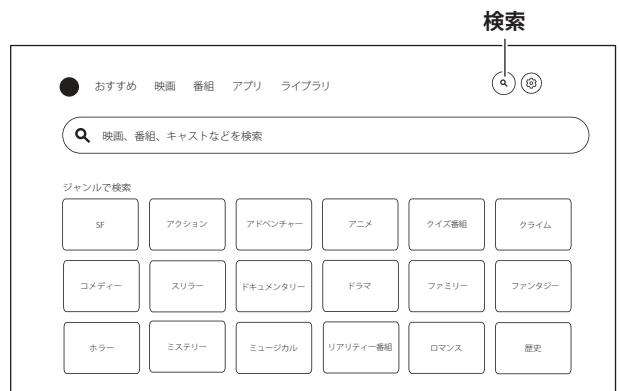 検索
おすすめ 映画 番組 アプリ ライブラリ
映画、番組、キャストなどを検索
ジャンルで検索
SF アクション アドベンチャー アニメ クイズ番組 クライム
コメディー スリラー ドキュメンタリー ドラマ ファミリー ファンタジー
ホラー ミステリー ミュージカル リアリティー番組 ロマンス 歴史